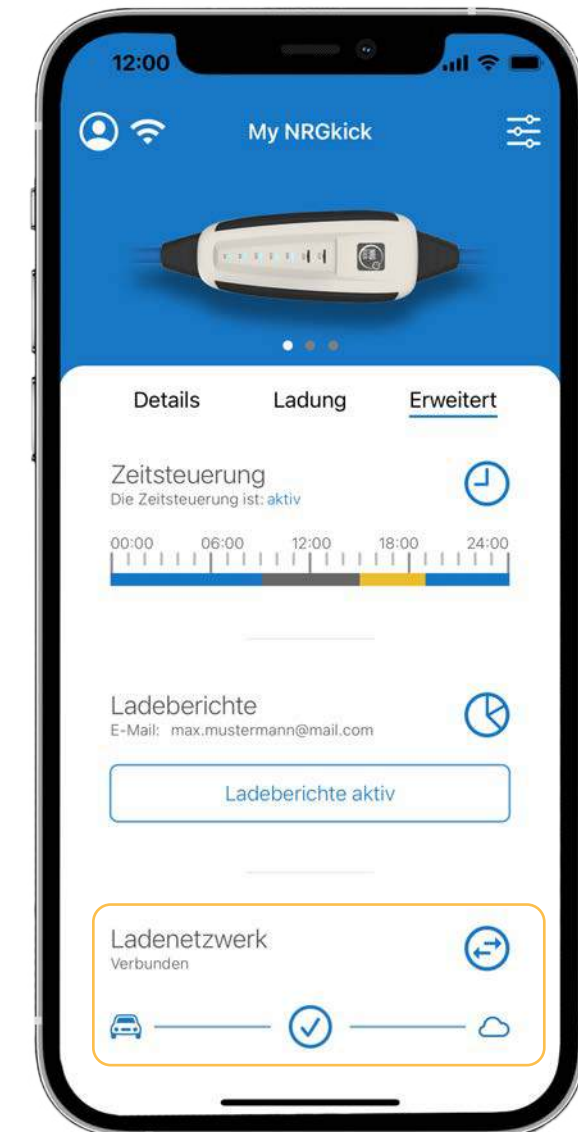 12:00
My NRGkick
Details Ladung Erweitert
Zeitsteuerung
Die Zeitsteuerung ist: aktiv
00:00 06:00 12:00 18:00 24:00
Ladeberichte
E-Mail: max.mustermann@mail.com
Ladeberichte aktiv
Ladenetzwerk
Verbunden